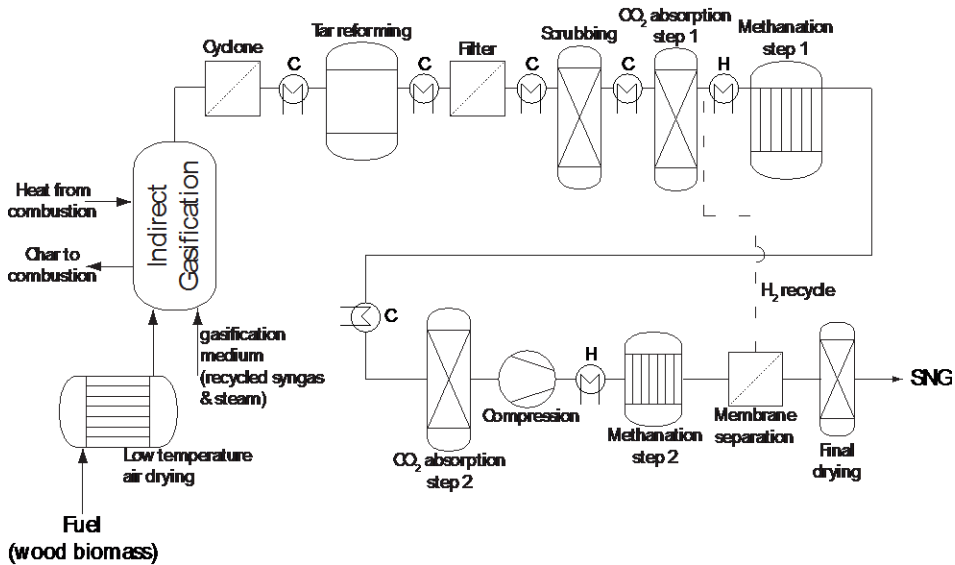 Cyclone
C
Tar reforming
C
Filter
C
Scrubbing
C
CO2 absorption
step 1
H
Methanation
step 1
Heat from
combustion
Char to
combustion
Indirect
Gasification
gasification
medium
(recycled syngas
& steam)
Low temperature
air drying
Fuel
(wood biomass)
C
CO2 absorption
step 2
Compression
H
Methanation
step 2
H2 recycle
Membrane
separation
Final
drying
SNG